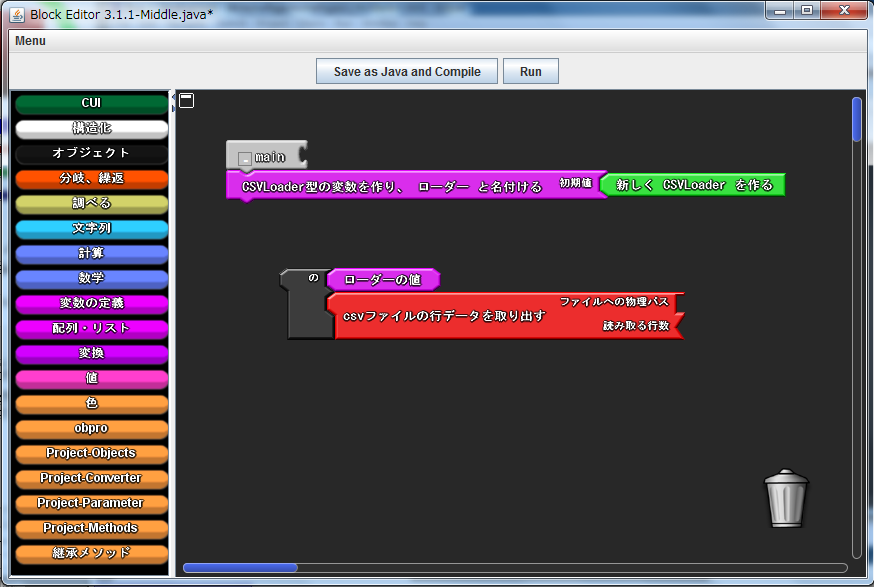 Block Editor 3.1.1-Middle.java*
Menu
Save as Java and Compile
Run
CUI
構造化
オブジェクト
分岐、繰返
調べる
文字列
計算
数学
変数の定義
配列・リスト
変換
値
色
obpro
Project-Objects
Project-Converter
Project-Parameter
Project-Methods
継承メソッド
main
CSVLoader型の変数を作り、 ローダー と名付ける 初期値 新しく CSVLoader を作る
の ローダーの値
csvファイルの行データを取り出す
ファイルへの物理パス
読み取る行数